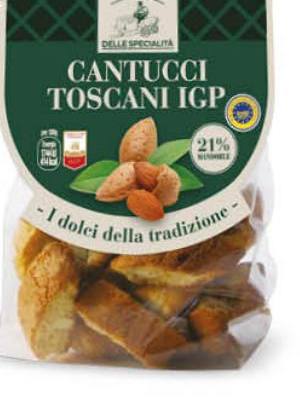 DELLE SPECIALITÀ
CANTUCCI
TOSCANI IGP
21%
MANDORLE
- I dolci della tradizione -